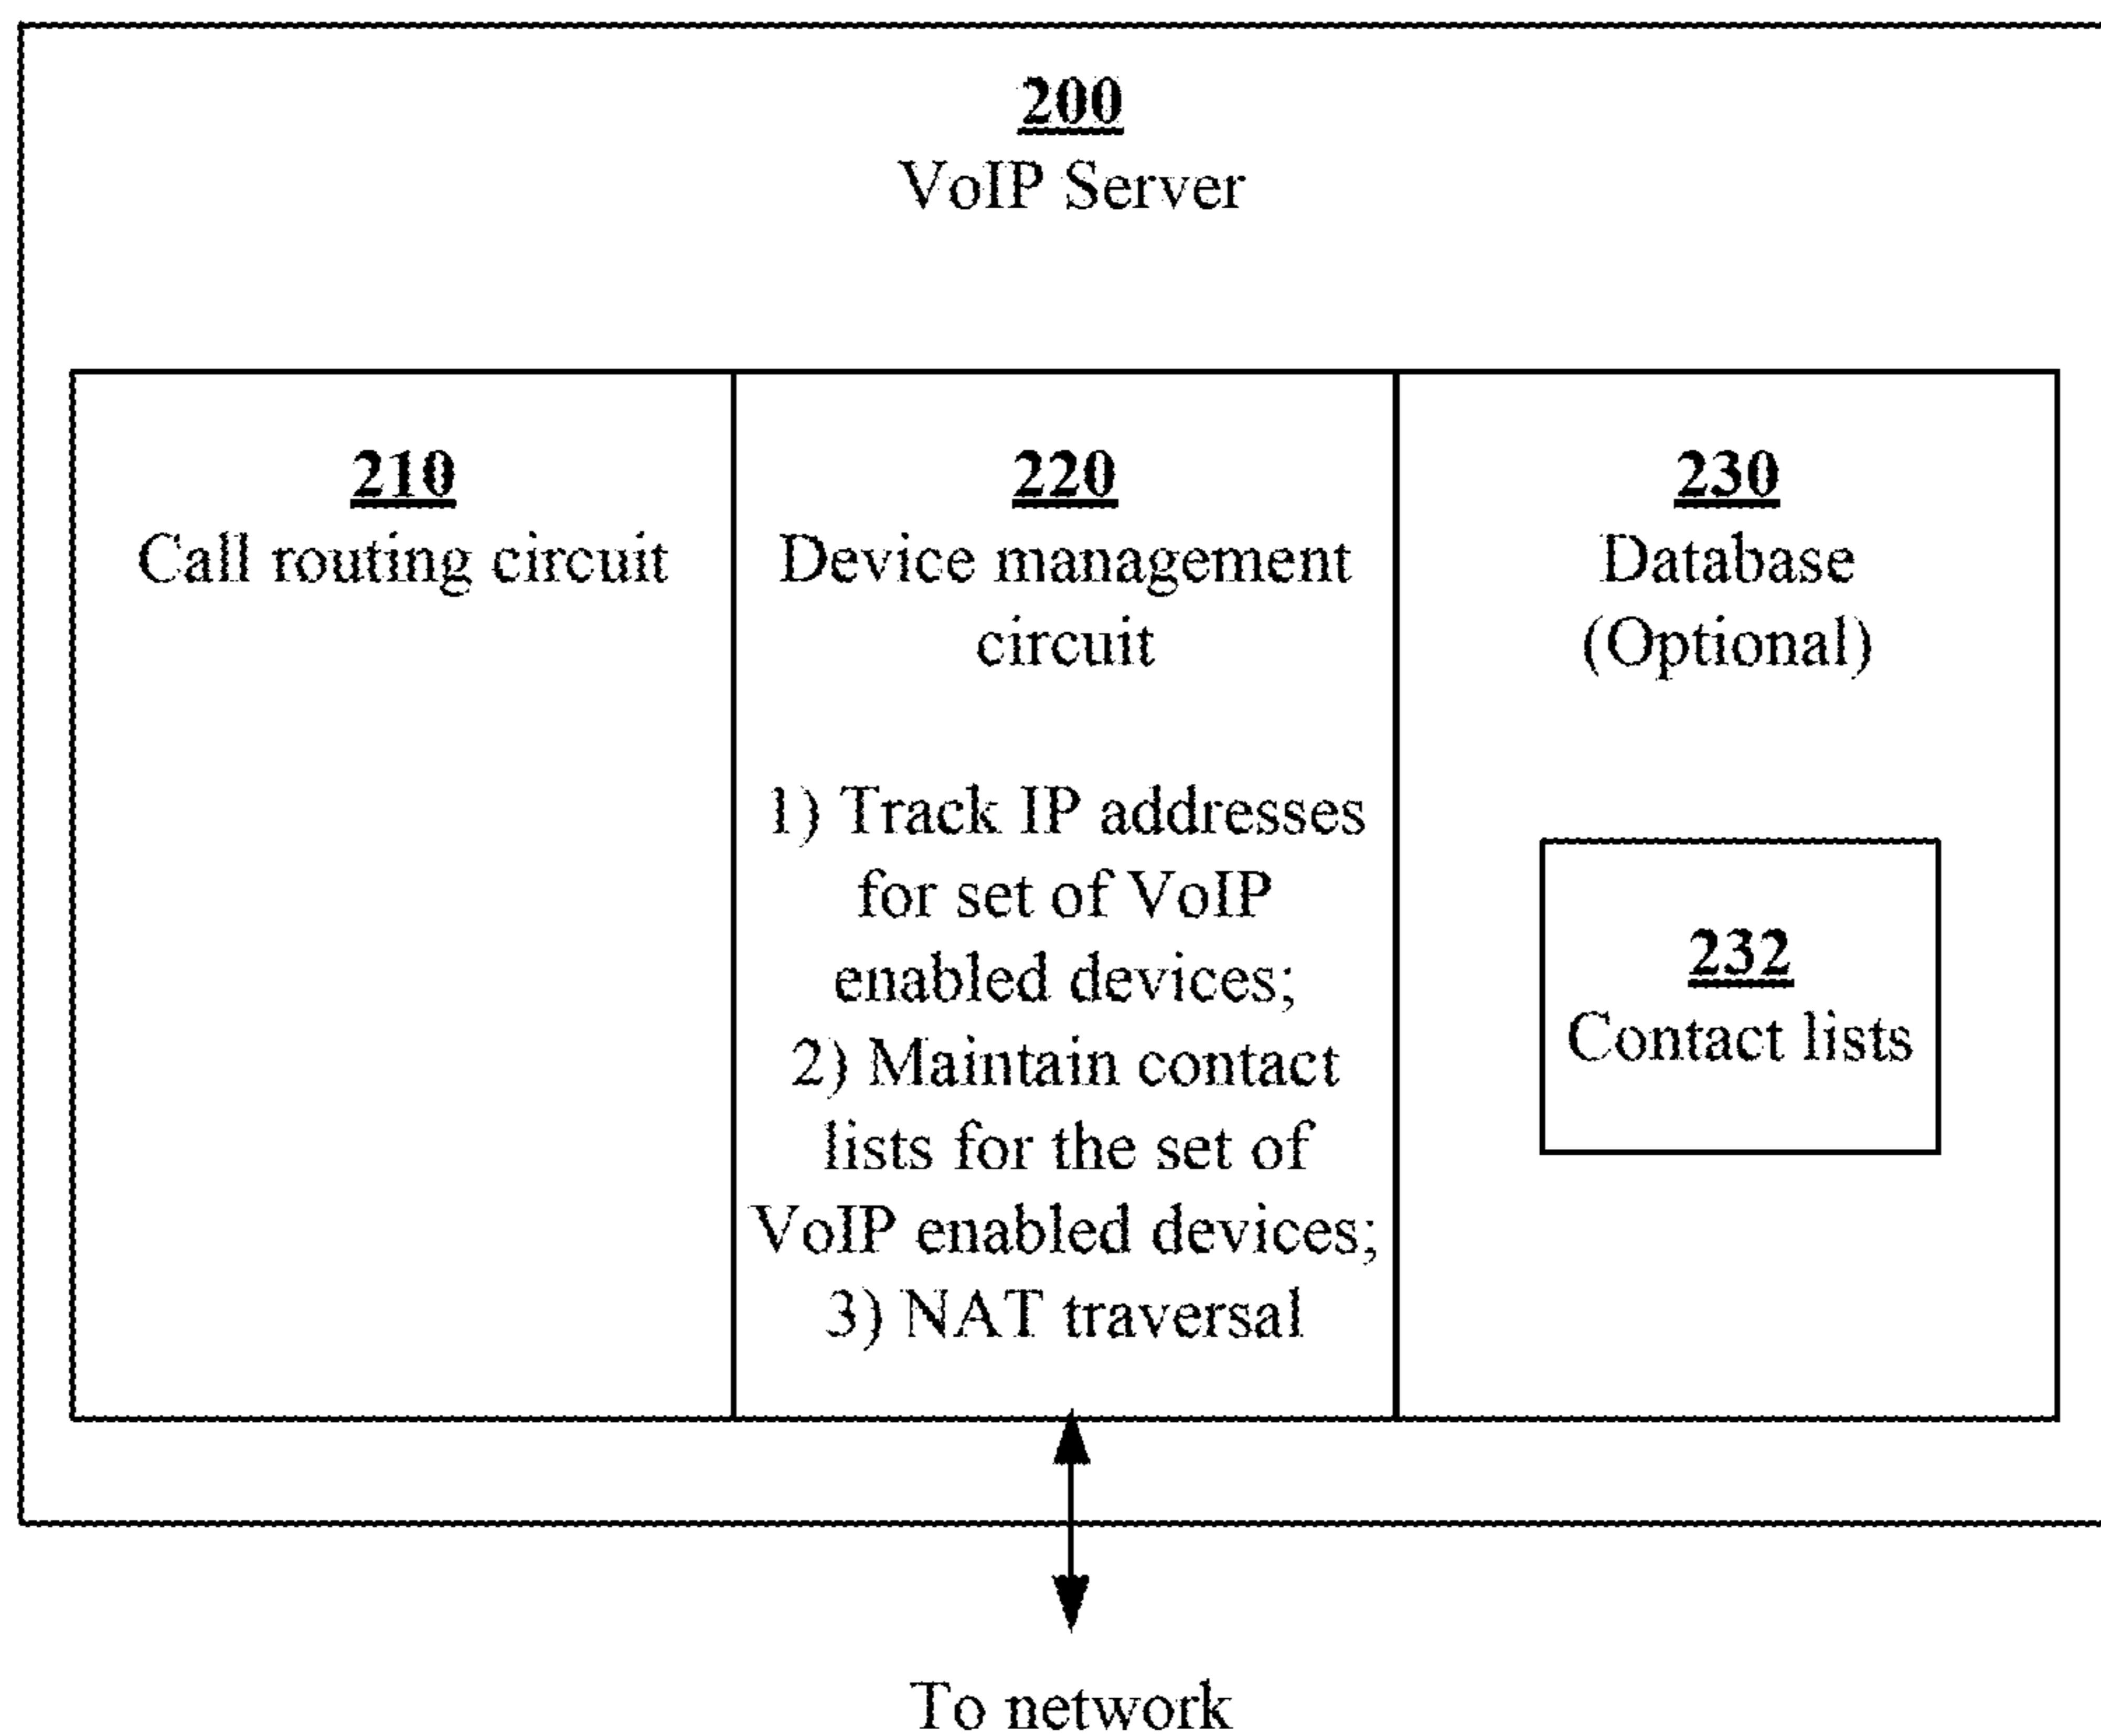 200
VoIP Server
210
Call routing circuit
220
Device management
circuit
1) Track IP addresses
for set of VoIP
enabled devices;
2) Maintain contact
lists for the set of
VoIP enabled devices;
3) NAT traversal
230
Database
(Optional)
232
Contact lists
To network